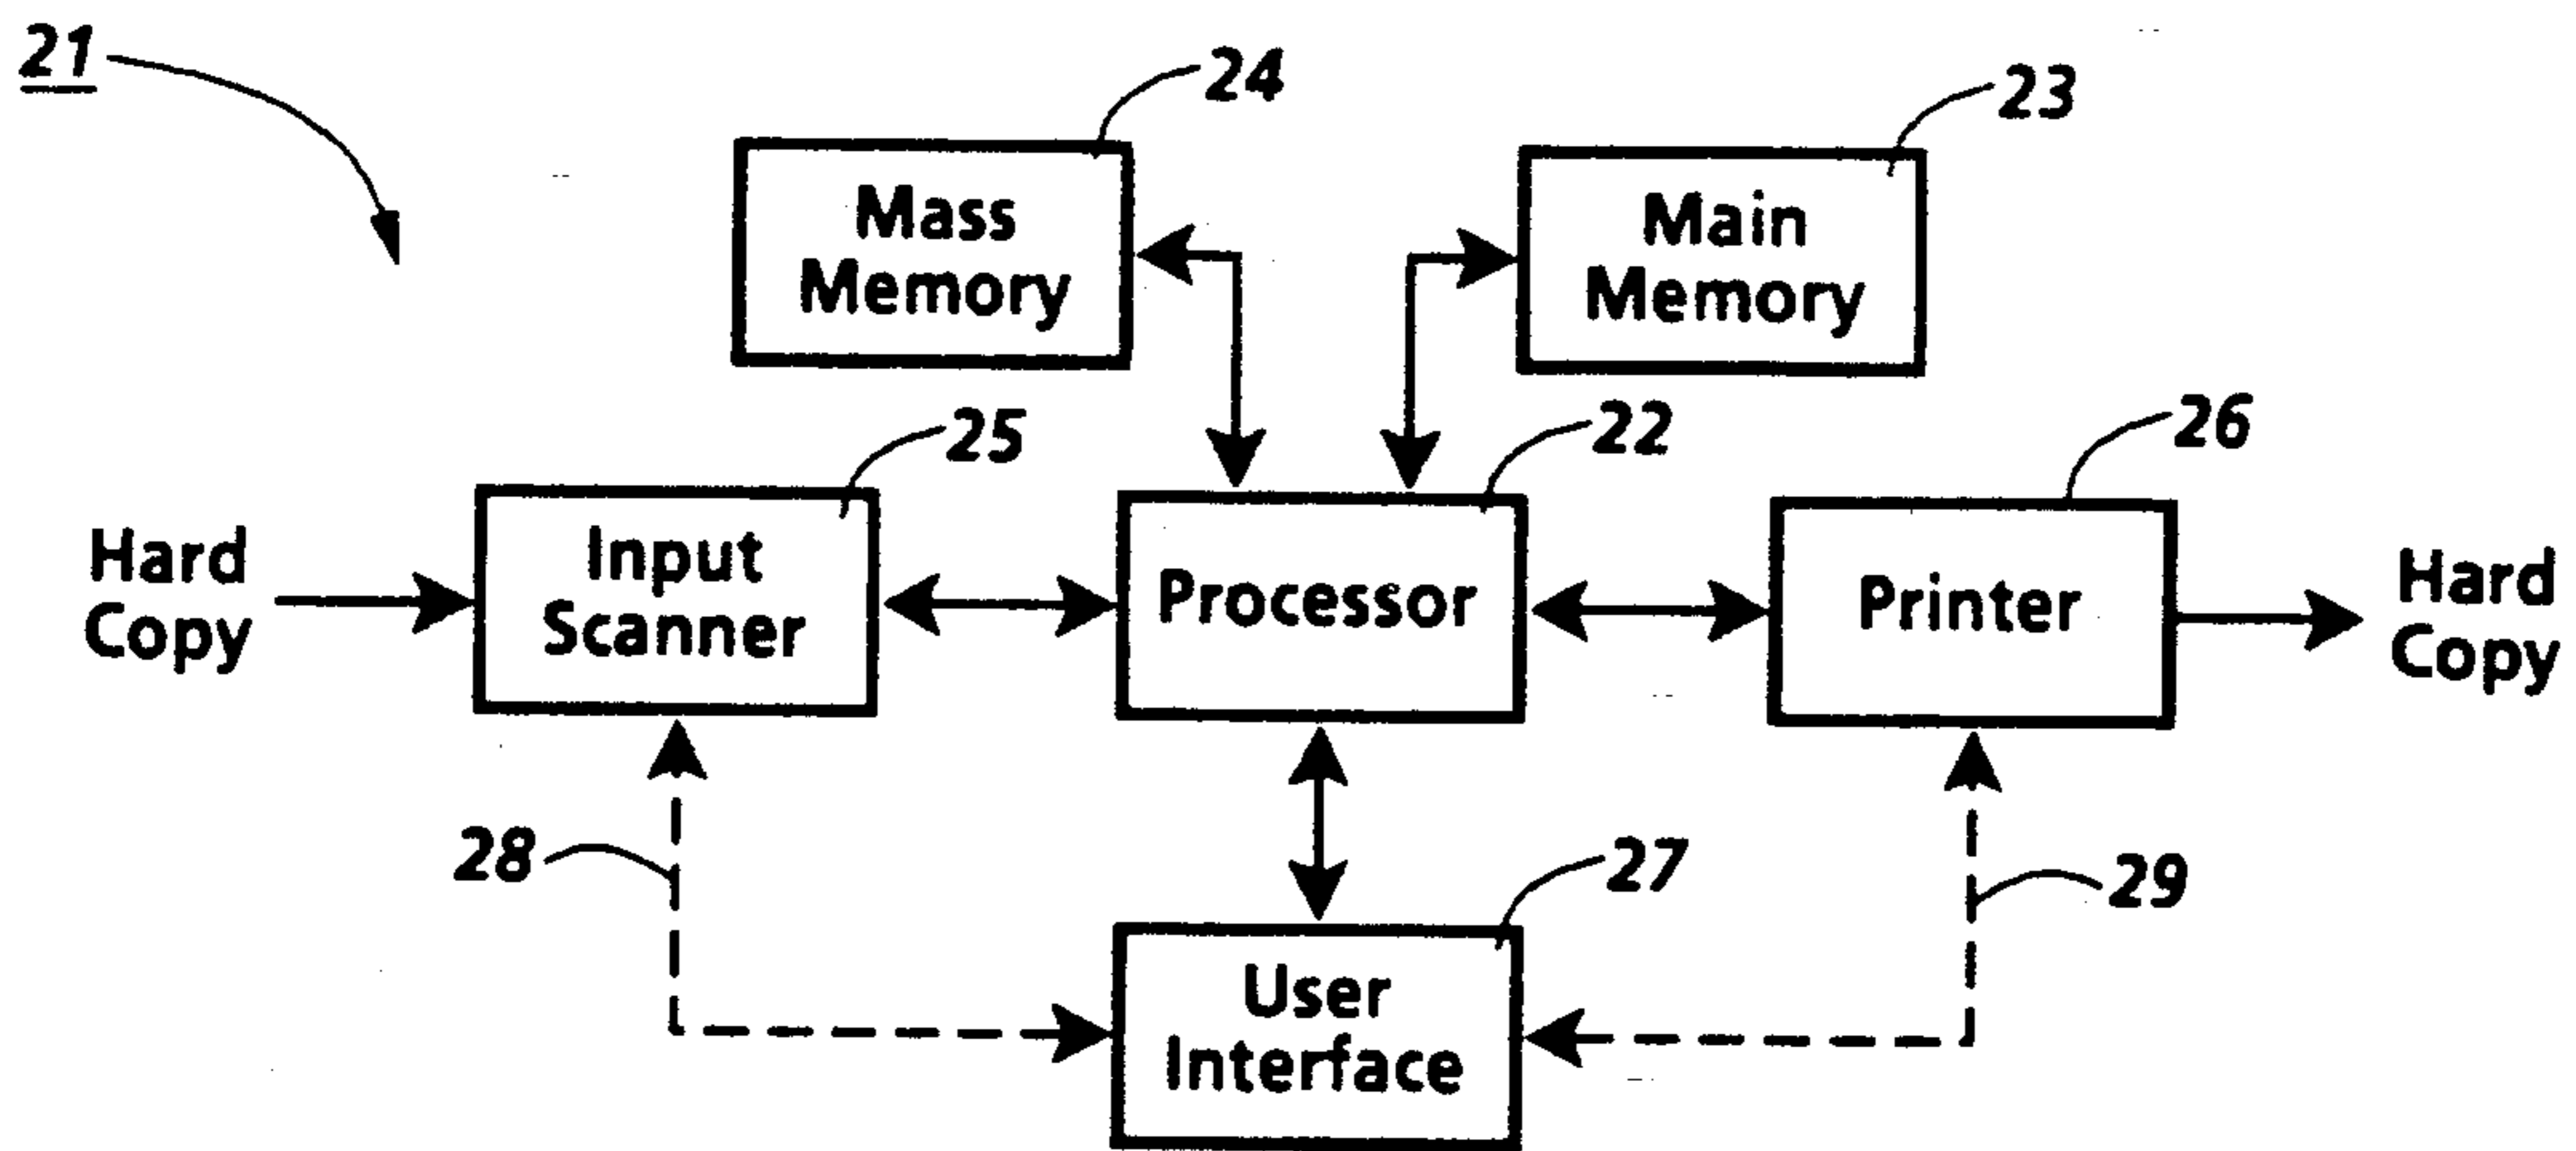 21
24
23
Mass
Memory
Main
Memory
25
22
26
Hard
Copy
Input
Scanner
Processor
Printer
Hard
Copy
28
27
29
User
Interface